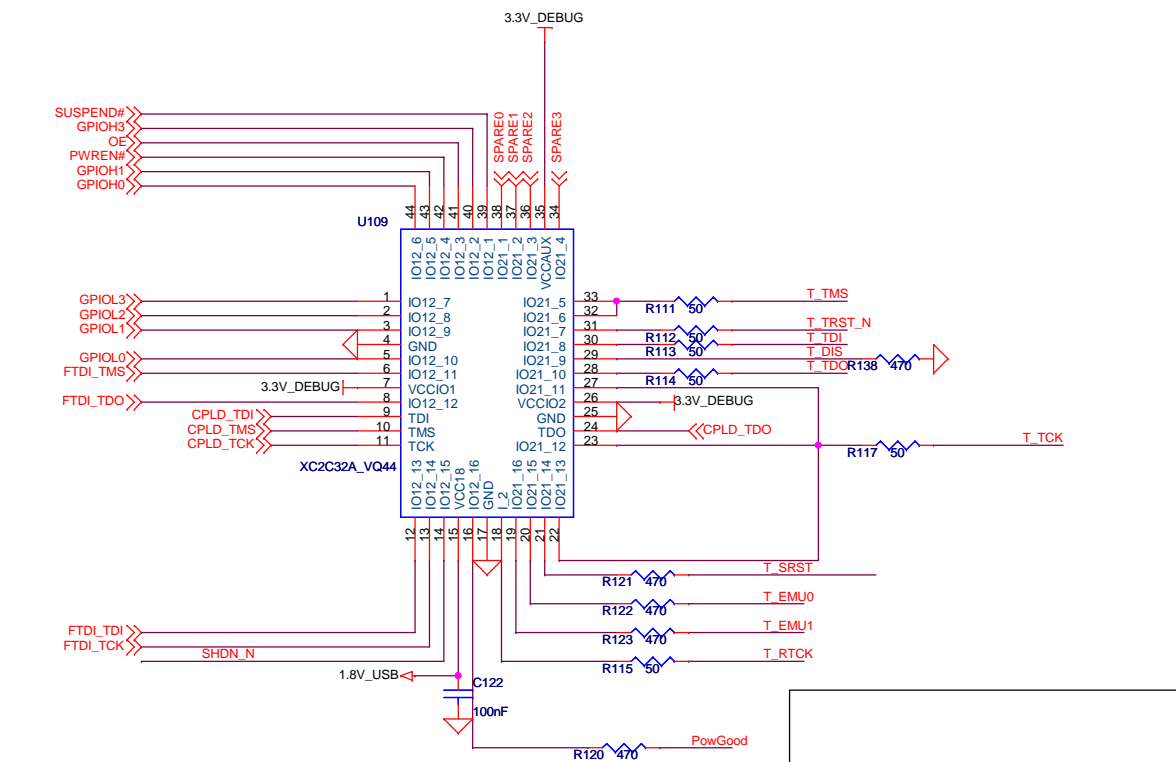 3.3V_DEBUG
SUSPEND#
GPIOH3
OE
PWREN#
GPIOH1
GPIOH0
SPARE0
SPARE1
SPARE2
SPARE3
44
43
42
41
40
39
38
37
36
35
34
U109
IO12_6
IO12_5
IO12_4
IO12_3
IO12_2
IO12_1
IO21_1
IO21_2
IO21_3
VCCAUX
IO21_4
GPIOL3 1 IO12_7
GPIOL2 2 IO12_8
GPIOL1 3 IO12_9
4 GND
GPIOL0 5 IO12_10
FTDI_TMS 6 IO12_11
3.3V_DEBUG 7 VCCIO1
FTDI_TDO 8 IO12_12
CPLD_TDI 9 TDI
CPLD_TMS 10 TMS
CPLD_TCK 11 TCK
IO21_5 33 R111 50 T_TMS
IO21_6 32
IO21_7 31 R112 50 T_TRST_N
IO21_8 30 R113 50 T_TDI
IO21_9 29 T_DIS R138 470
IO21_10 28 R114 50 T_TDO
IO21_11 27
VCCIO2 26 3.3V_DEBUG
GND 25
TDO 24 CPLD_TDO
IO21_12 23 R117 50 T_TCK
XC2C32A_VQ44
IO12_13
IO12_14
IO12_15
VCC18
IO12_16
GND
I_2
IO21_16
IO21_15
IO21_14
IO21_13
12
13
14
15
16
17
18
19
20
21
22
R121 470 T_SRST
R122 470 T_EMU0
FTDI_TDI
R123 470 T_EMU1
FTDI_TCK
SHDN_N
R115 50 T_RTCK
1.8V_USB
C122
100nF
R120 470 PowGood